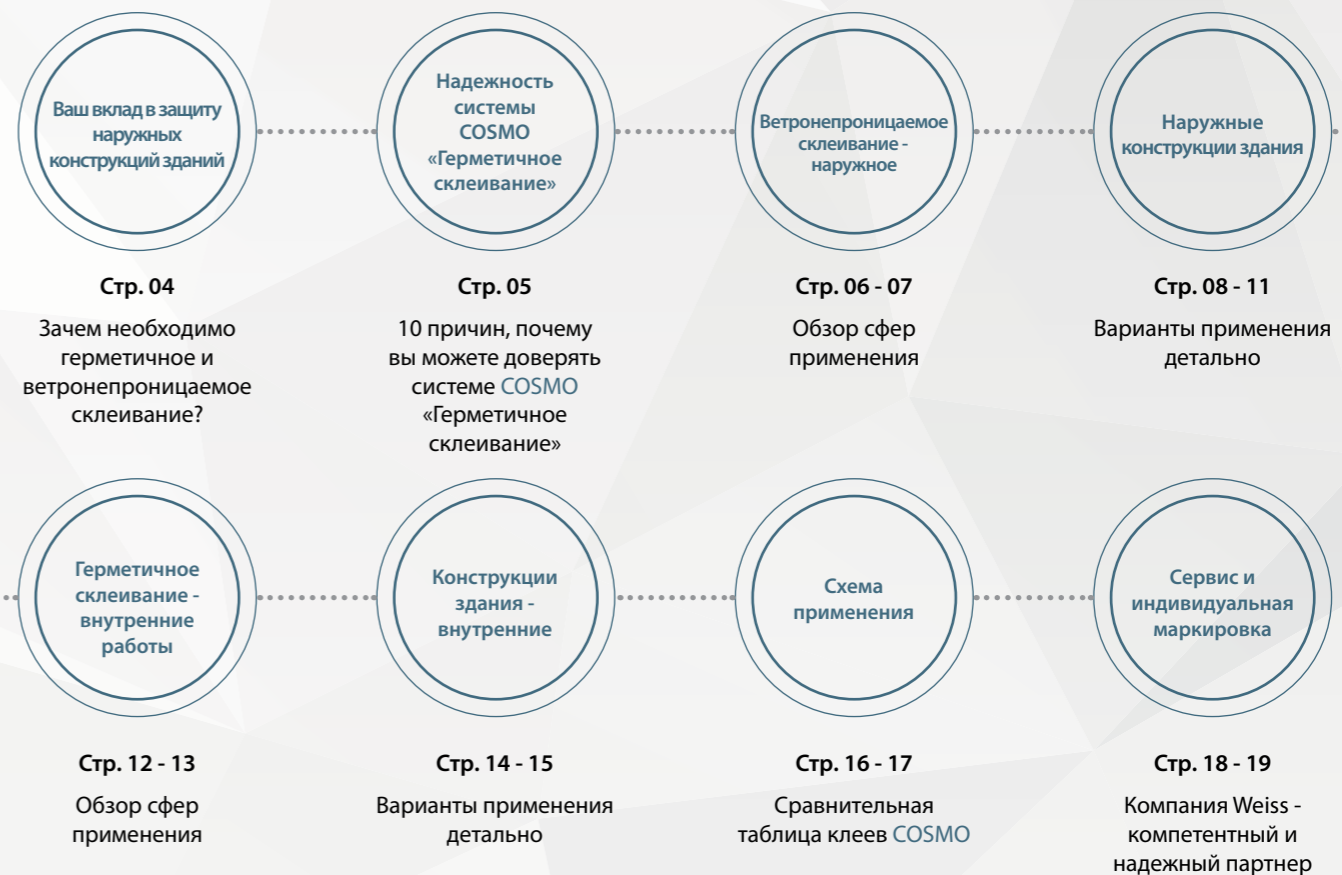 Ваш вклад в защиту
наружных
конструкций зданий
Стр. 04
Зачем необходимо
герметичное и
ветронепроницаемое
склеивание?
Надежность
системы
COSMO
«Герметичное
склеивание»
Стр. 05
10 причин, почему
вы можете доверять
системе COSMO
«Герметичное
склеивание»
Ветронепроницаемое
склеивание -
наружное
Стр. 06 - 07
Обзор сфер
применения
Наружные
конструкции здания
Стр. 08 - 11
Варианты применения
детально
Герметичное
склеивание -
внутренние
работы
Стр. 12 - 13
Обзор сфер
применения
Конструкции
здания -
внутренние
Стр. 14 - 15
Варианты применения
детально
Схема
применения
Стр. 16 - 17
Сравнительная
таблица клеев COSMO
Сервис и
индивидуальная
маркировка
Стр. 18 - 19
Компания Weiss -
компетентный и
надежный партнер